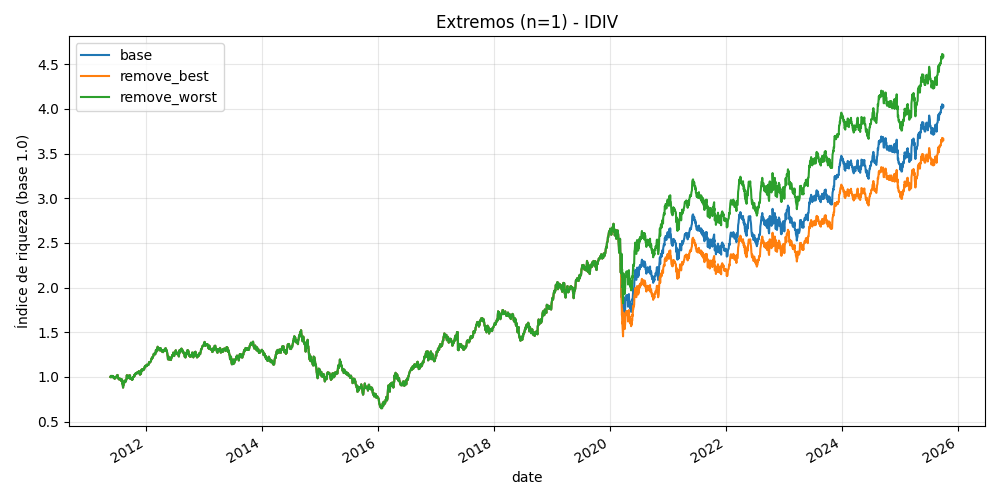 Extremos (n=1) - IDIV
base
remove_best
remove_worst
Índice de riqueza (base 1.0)
4.5
4.0
3.5
3.0
2.5
2.0
1.5
1.0
0.5
2012
2014
2016
2018
2020
2022
2024
2026
date